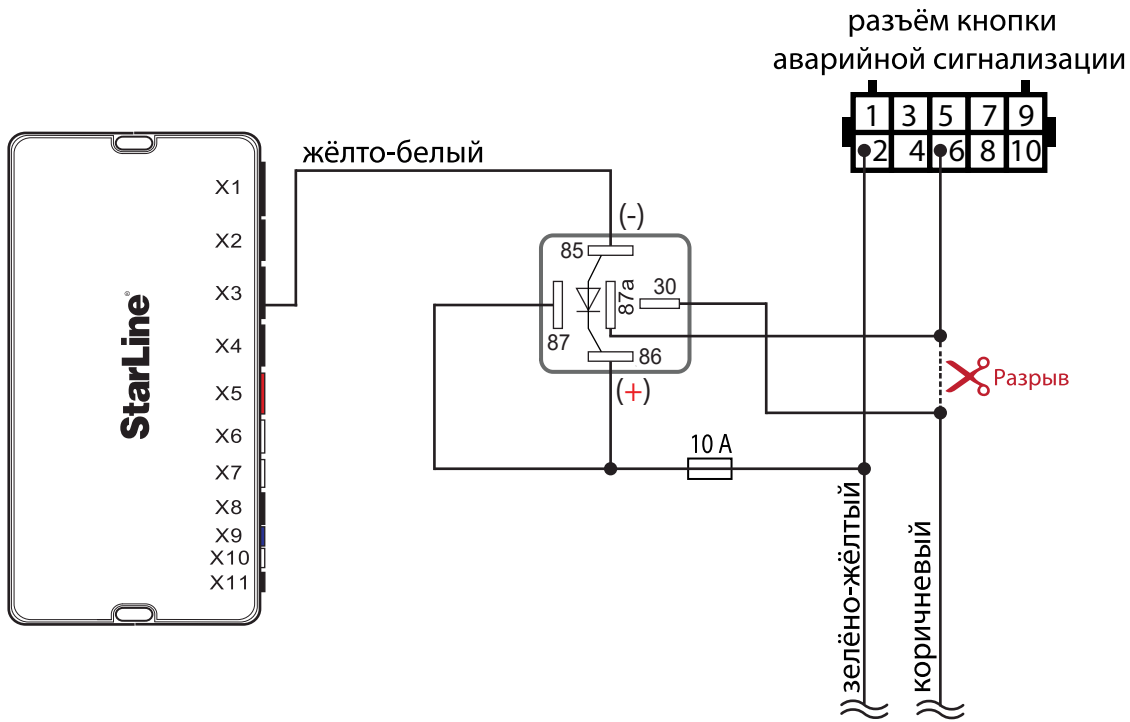 разъём кнопки
аварийной сигнализации
1 3 5 7 9
2 4 6 8 10
жёлто-белый
X1
X2
X3
X4
X5
X6
X7
X8
X9
X10
X11
StarLine
(-)
85
87a
30
87
86
(+)
10 A
Разрыв
зелёно-жёлтый
коричневый